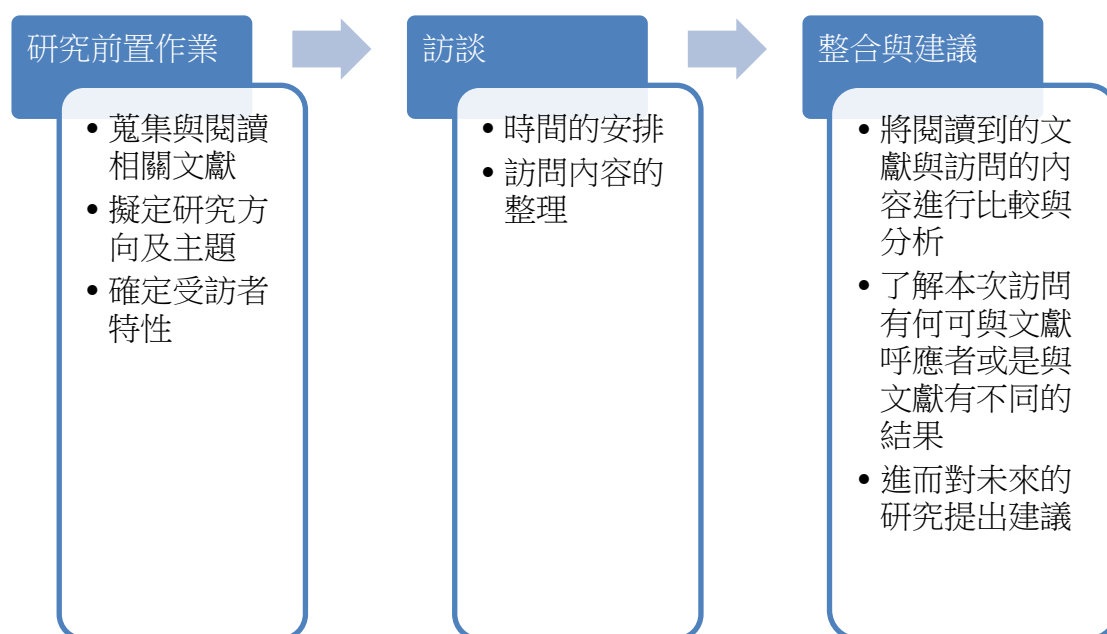 研究前置作業
• 蒐集與閱讀
相關文獻
• 擬定研究方
向及主題
• 確定受訪者
特性
訪談
• 時間的安排
• 訪問內容的
整理
整合與建議
• 將閱讀到的文
獻與訪問的內
容進行比較與
分析
• 了解本次訪問
有何可與文獻
呼應者或是與
文獻有不同的
結果
• 進而對未來的
研究提出建議